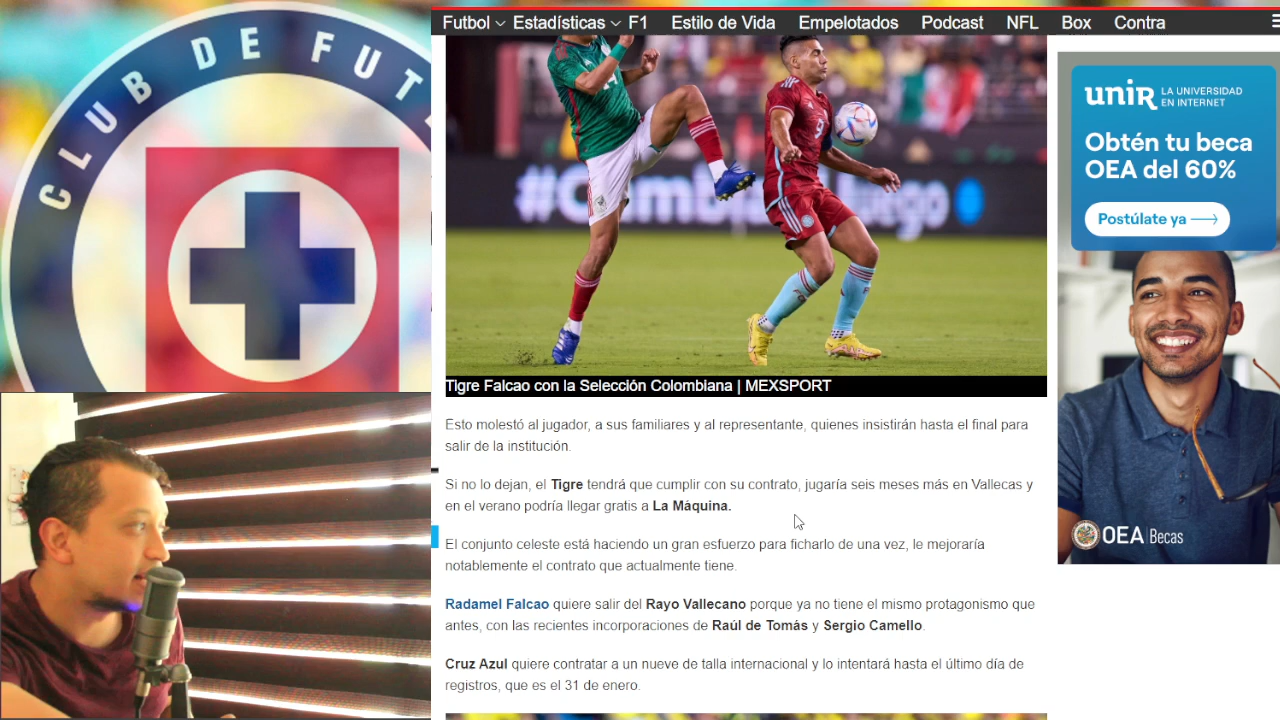 CLUB DE FUT
Futbol Estadísticas F1 Estilo de Vida Empelotados Podcast NFL Box Contra
Tigre Falcao con la Selección Colombiana | MEXSPORT
Esto molestó al jugador, a sus familiares y al representante, quienes insistirán hasta el final para
salir de la institución.
Si no lo dejan, el Tigre tendrá que cumplir con su contrato, jugaría seis meses más en Vallecas y
en el verano podría llegar gratis a La Máquina.
El conjunto celeste está haciendo un gran esfuerzo para ficharlo de una vez, le mejoraría
notablemente el contrato que actualmente tiene.
Radamel Falcao quiere salir del Rayo Vallecano porque ya no tiene el mismo protagonismo que
antes, con las recientes incorporaciones de Raúl de Tomás y Sergio Camello.
Cruz Azul quiere contratar a un nueve de talla internacional y lo intentará hasta el último día de
registros, que es el 31 de enero.
unir LA UNIVERSIDAD
EN INTERNET
Obtén tu beca
OEA del 60%
Postúlate ya
OEA | Becas
9